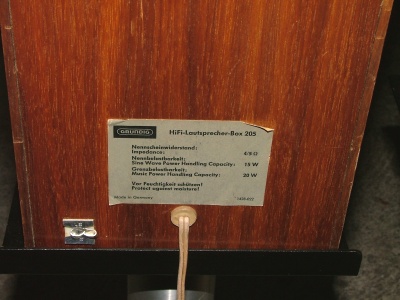 GRUNDIG HiFi-Lautsprecher-Box 205
Nennscheinwiderstand:
Impedance: 4/5 Ω
Nennbelastbarkeit:
Sine Wave Power Handling Capacity: 15 W
Grenzbelastbarkeit:
Music Power Handling Capacity: 20 W
Vor Feuchtigkeit schützen!
Protect against moisture!
Made in Germany